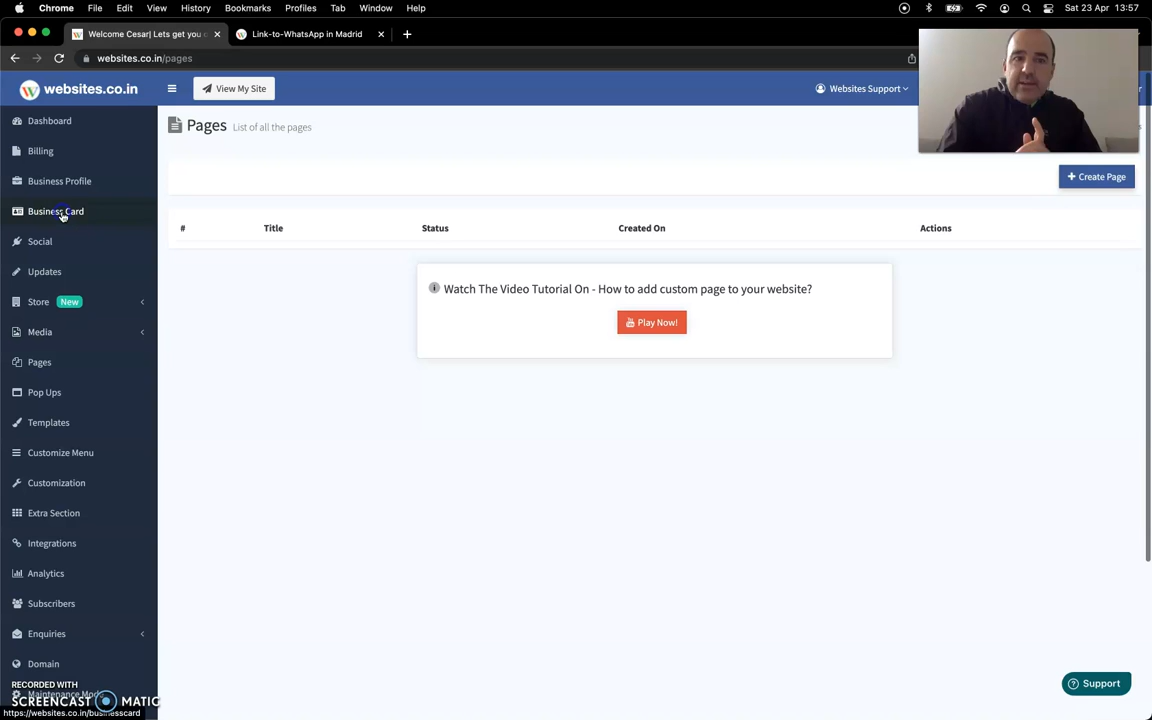 Chrome File Edit View History Bookmarks Profiles Tab Window Help Sat 23 Apr 13:57
Welcome Cesar| Lets get you Link-to-WhatsApp in Madrid
websites.co.in/pages
websites.co.in View My Site Websites Support
Dashboard
Billing
Business Profile
Business Card
Social
Updates
Store New
Media
Pages
Pop Ups
Templates
Customize Menu
Customization
Extra Section
Integrations
Analytics
Subscribers
Enquiries
Domain
Maintenance
Pages List of all the pages
Create Page
# Title Status Created On Actions
Watch The Video Tutorial On - How to add custom page to your website?
Play Now!
Support
RECORDED WITH
SCREENCAST MATIC
https://websites.co.in/businesscard